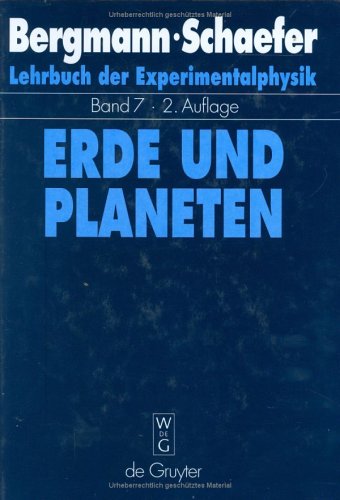 Urheberrechtlich geschütztes Material
Bergmann·Schaefer
Lehrbuch der Experimentalphysik
Band 7 · 2. Auflage
ERDE UND
PLANETEN
W
DE
G
de Gruyter
Urheberrechtlich geschütztes Material